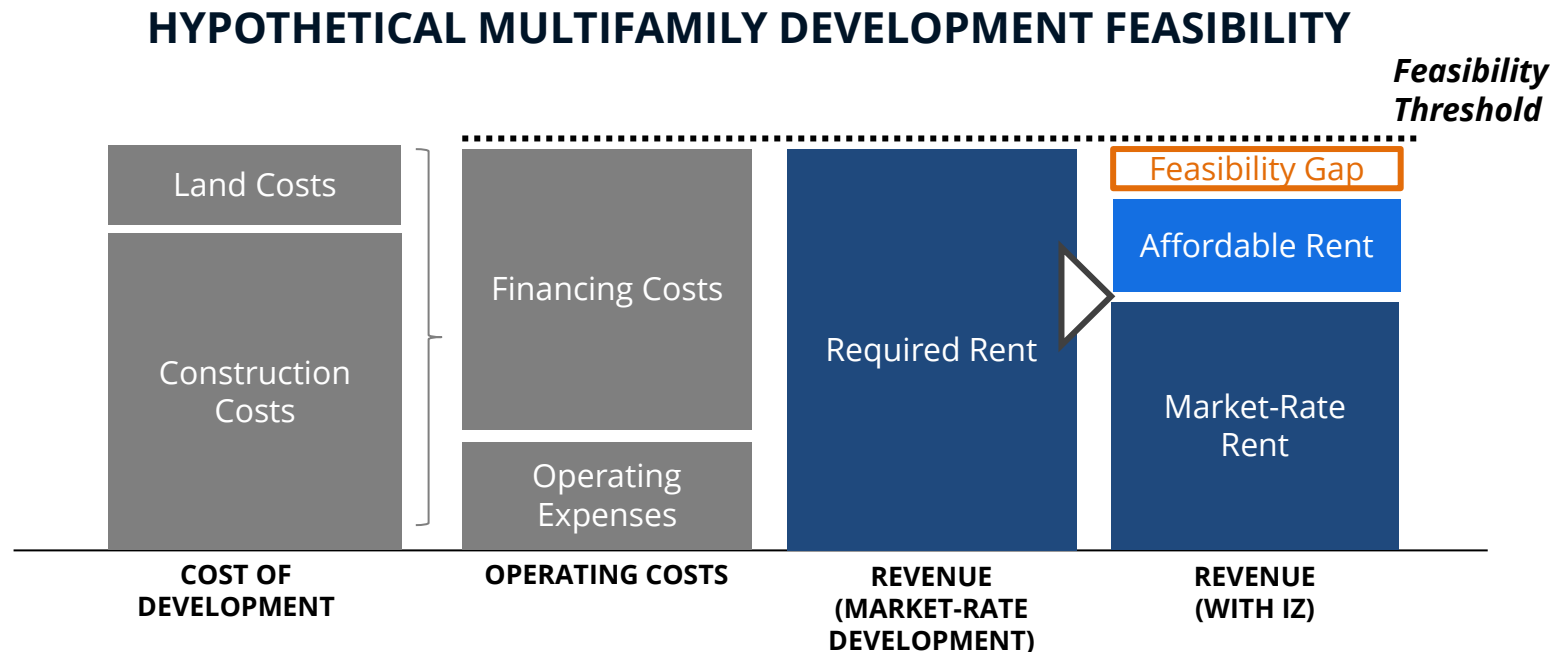 HYPOTHETICAL MULTIFAMILY DEVELOPMENT FEASIBILITY
Feasibility
Threshold
Land Costs
Construction
Costs
Financing Costs
Operating
Expenses
Required Rent
Feasibility Gap
Affordable Rent
Market-Rate
Rent
COST OF
DEVELOPMENT
OPERATING COSTS
REVENUE
(MARKET-RATE
DEVELOPMENT)
REVENUE
(WITH IZ)